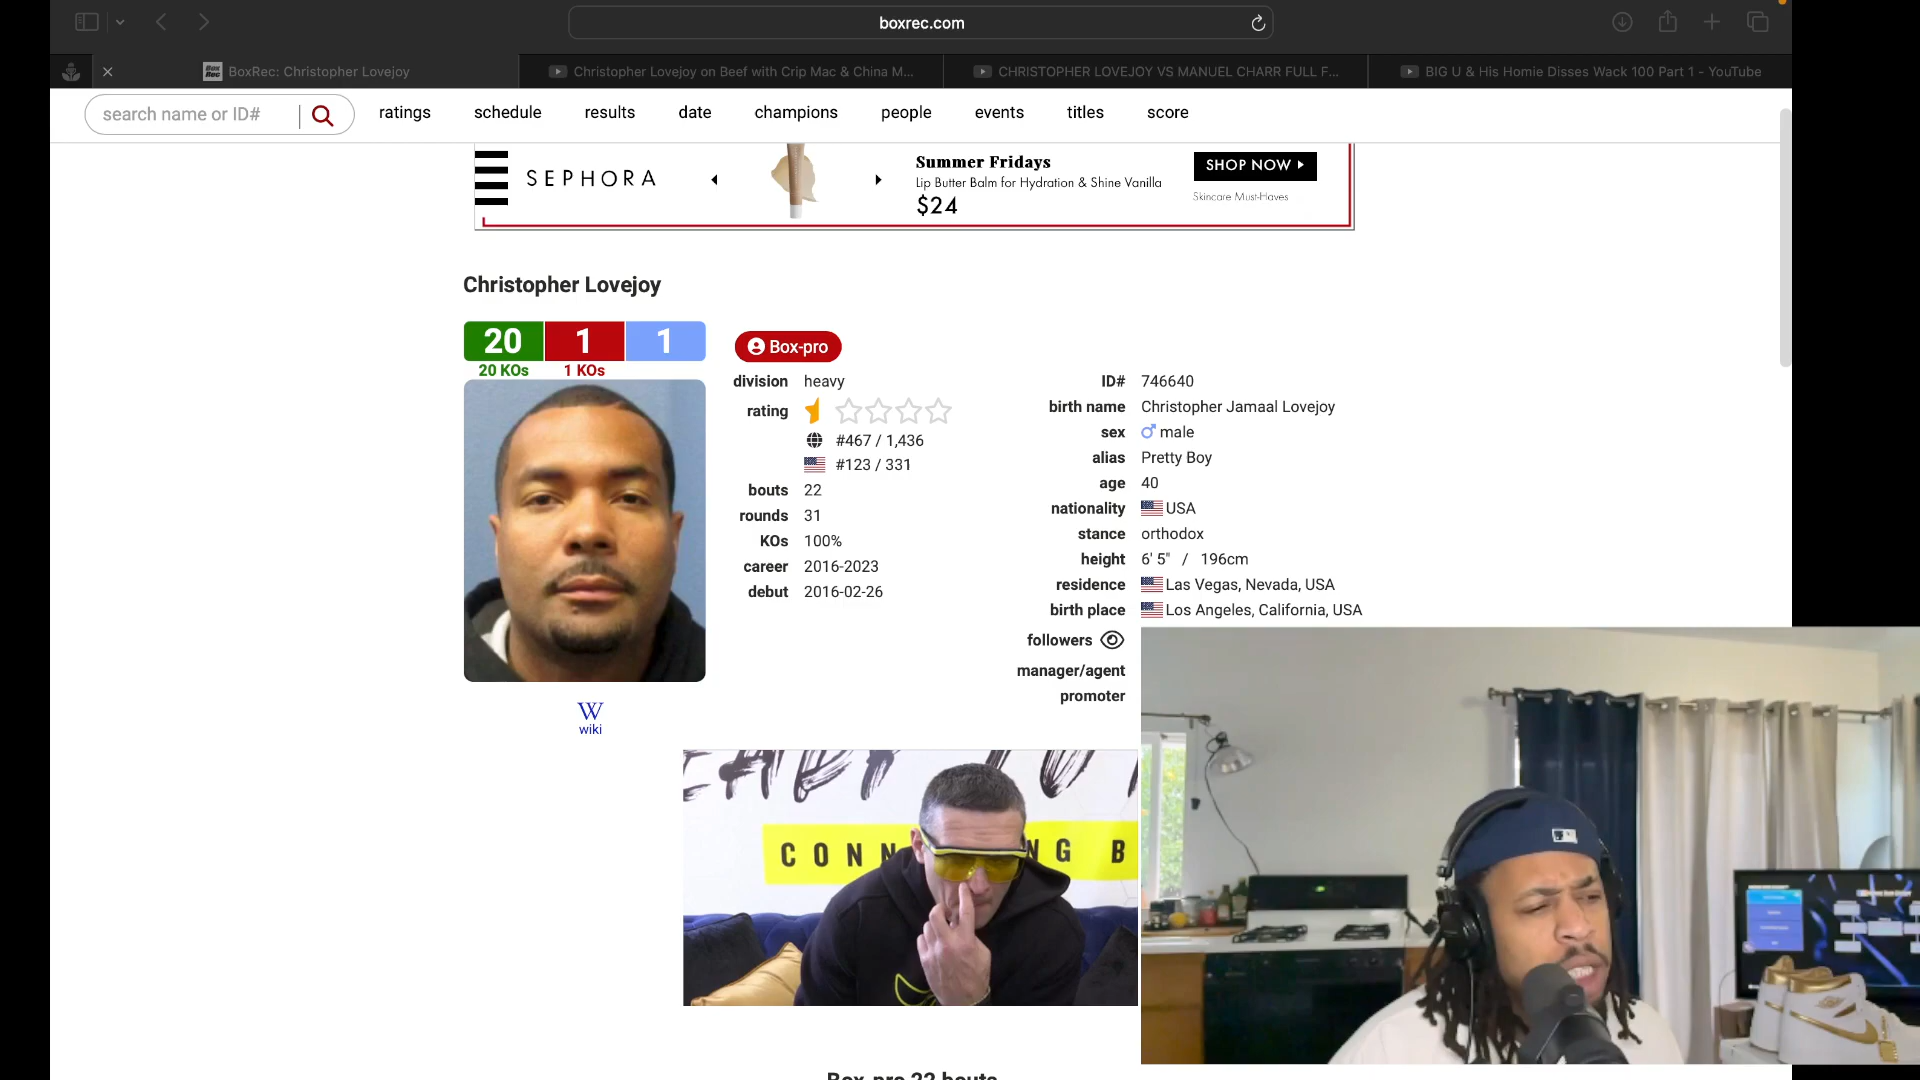 boxrec.com
BoxRec: Christopher Lovejoy
Christopher Lovejoy on Beef with Crip Mac & China M...
CHRISTOPHER LOVEJOY VS MANUEL CHARR FULL F...
BIG U & His Homie Disses Wack 100 Part 1 - YouTube
search name or ID#
ratings
schedule
results
date
champions
people
events
titles
score
SEPHORA
Summer Fridays
Lip Butter Balm for Hydration & Shine Vanilla
$24
SHOP NOW
Skincare Must-Haves
Christopher Lovejoy
20 1 1
20 KOs 1 KOs
Box-pro
division heavy
rating
#467 / 1,436
#123 / 331
bouts 22
rounds 31
KOs 100%
career 2016-2023
debut 2016-02-26
ID# 746640
birth name Christopher Jamaal Lovejoy
sex male
alias Pretty Boy
age 40
nationality USA
stance orthodox
height 6' 5" / 196cm
residence Las Vegas, Nevada, USA
birth place Los Angeles, California, USA
followers
manager/agent
promoter
W
wiki
CONN NG B
Box-pro 22 bouts